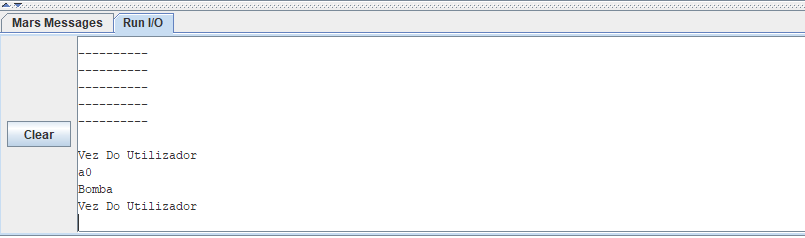 Mars Messages Run I/O
----------
----------
----------
----------
----------
Clear
Vez Do Utilizador
a0
Bomba
Vez Do Utilizador